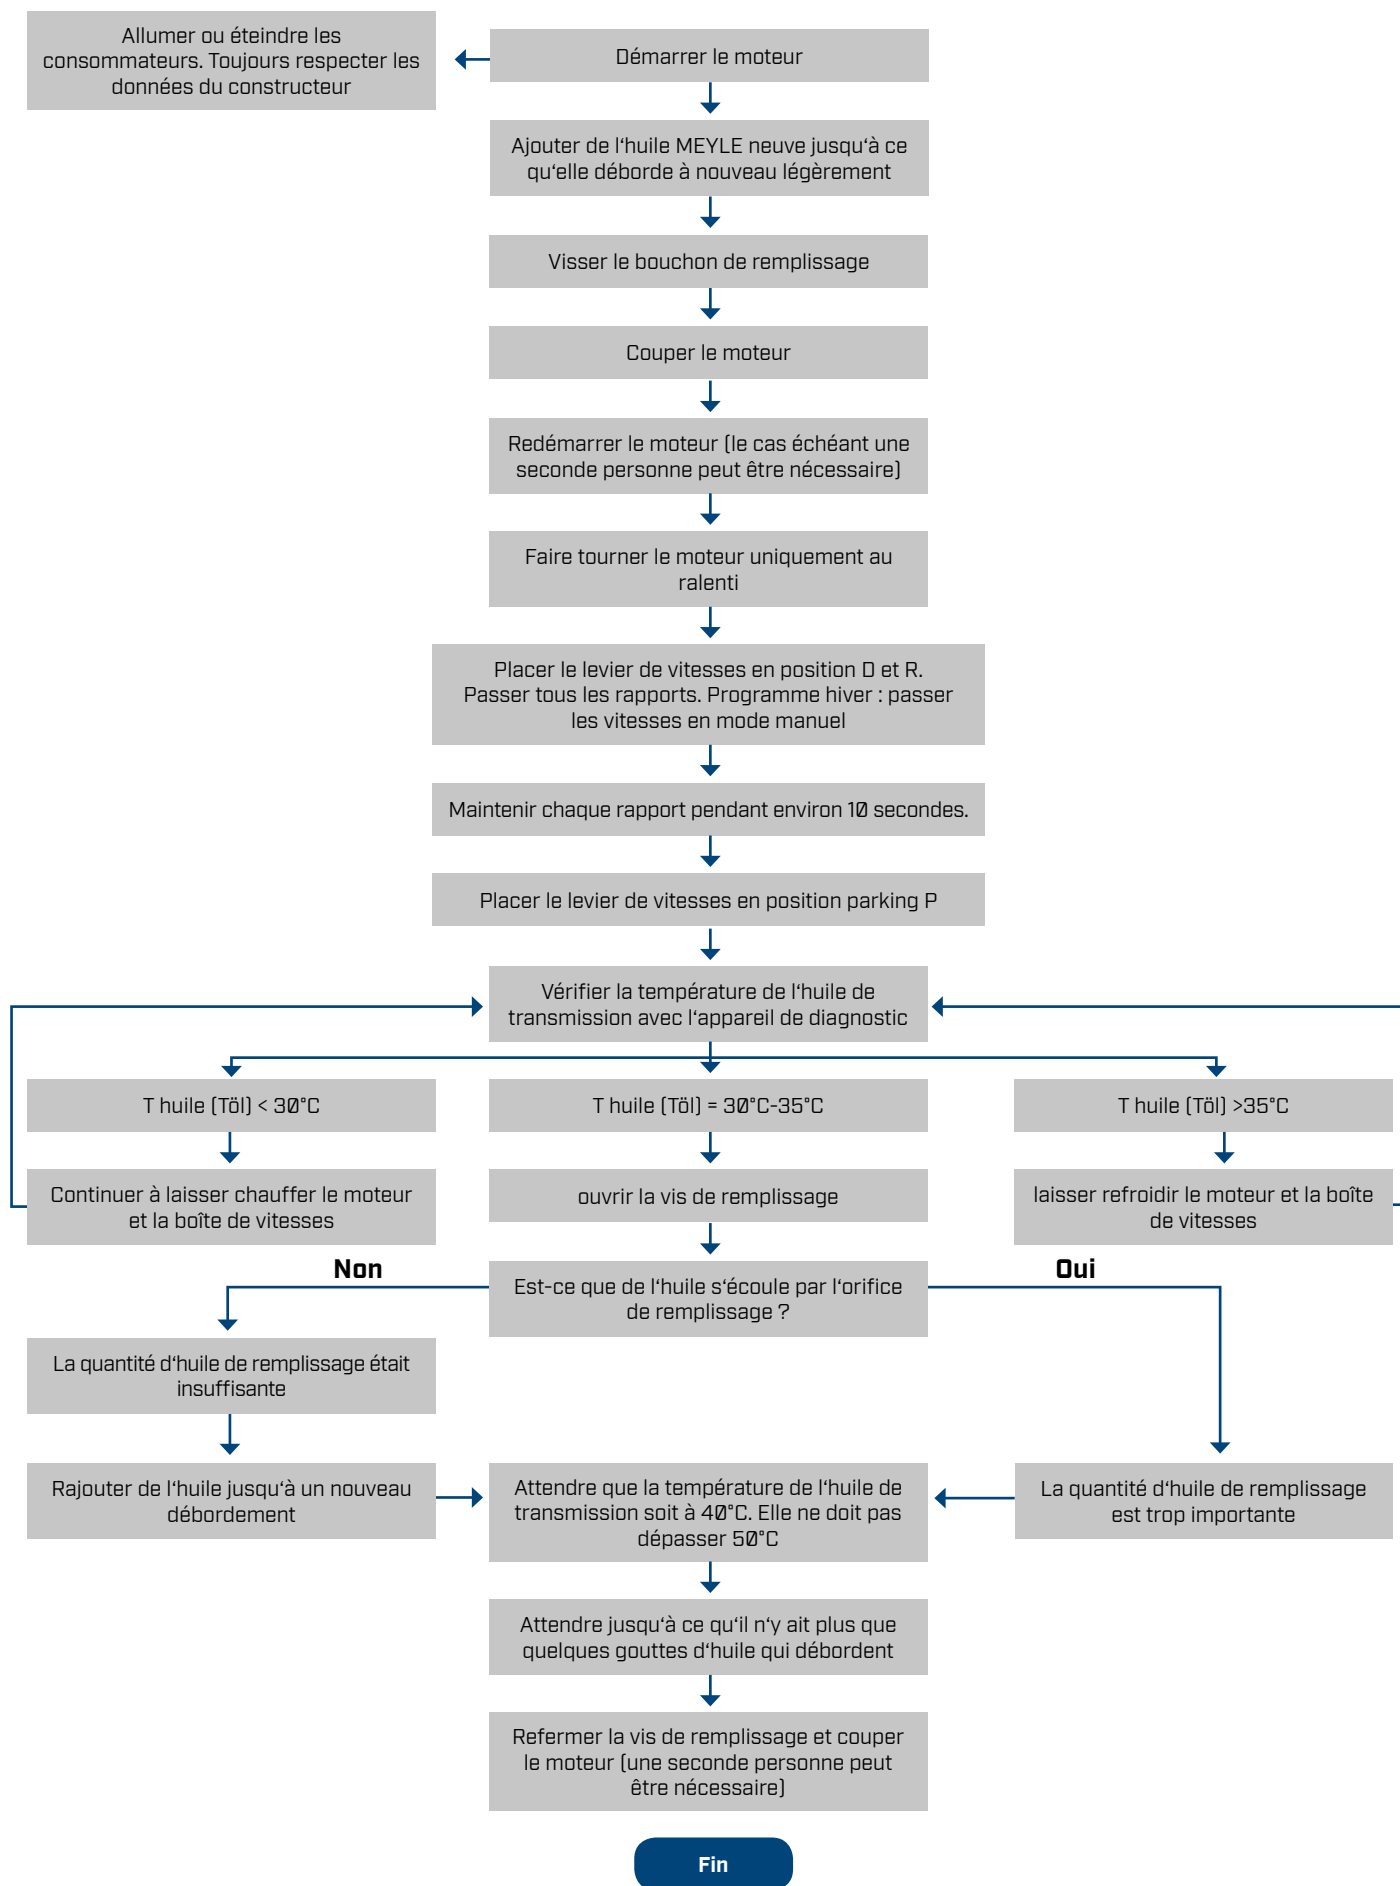 Allumer ou éteindre les
consommateurs. Toujours respecter les
données du constructeur
Démarrer le moteur
Ajouter de l‘huile MEYLE neuve jusqu‘à ce
qu‘elle déborde à nouveau légèrement
Visser le bouchon de remplissage
Couper le moteur
Redémarrer le moteur (le cas échéant une
seconde personne peut être nécessaire)
Faire tourner le moteur uniquement au
ralenti
Placer le levier de vitesses en position D et R.
Passer tous les rapports. Programme hiver : passer
les vitesses en mode manuel
Maintenir chaque rapport pendant environ 10 secondes.
Placer le levier de vitesses en position parking P
Vérifier la température de l‘huile de
transmission avec l‘appareil de diagnostic
T huile (Töl) < 30°C
T huile (Töl) = 30°C-35°C
T huile (Töl) >35°C
Continuer à laisser chauffer le moteur
et la boîte de vitesses
ouvrir la vis de remplissage
laisser refroidir le moteur et la boîte
de vitesses
Non
Oui
Est-ce que de l‘huile s‘écoule par l‘orifice
de remplissage ?
La quantité d‘huile de remplissage était
insuffisante
Rajouter de l‘huile jusqu‘à un nouveau
débordement
Attendre que la température de l‘huile de
transmission soit à 40°C. Elle ne doit pas
dépasser 50°C
La quantité d‘huile de remplissage
est trop importante
Attendre jusqu‘à ce qu‘il n‘y ait plus que
quelques gouttes d‘huile qui débordent
Refermer la vis de remplissage et couper
le moteur (une seconde personne peut
être nécessaire)
Fin